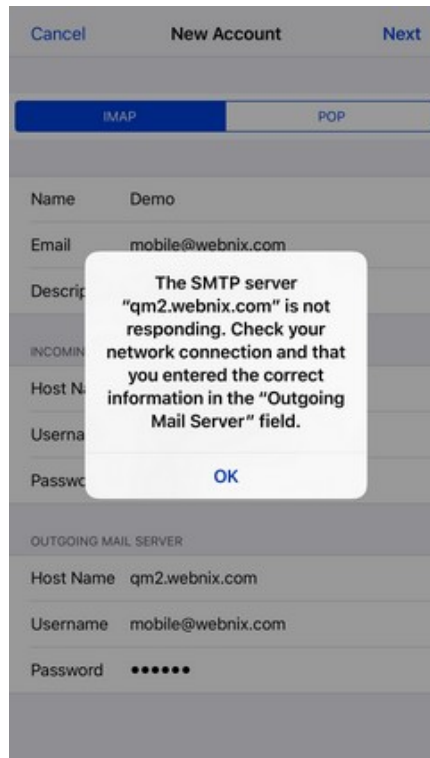 Cancel New Account Next
IMAP POP
Name Demo
Email mobile@webnix.com
Descrip
The SMTP server
“qm2.webnix.com” is not
responding. Check your
network connection and that
you entered the correct
information in the “Outgoing
Mail Server” field.
OK
INCOMIN
Host Na
Userna
Passwo
OUTGOING MAIL SERVER
Host Name qm2.webnix.com
Username mobile@webnix.com
Password ••••••